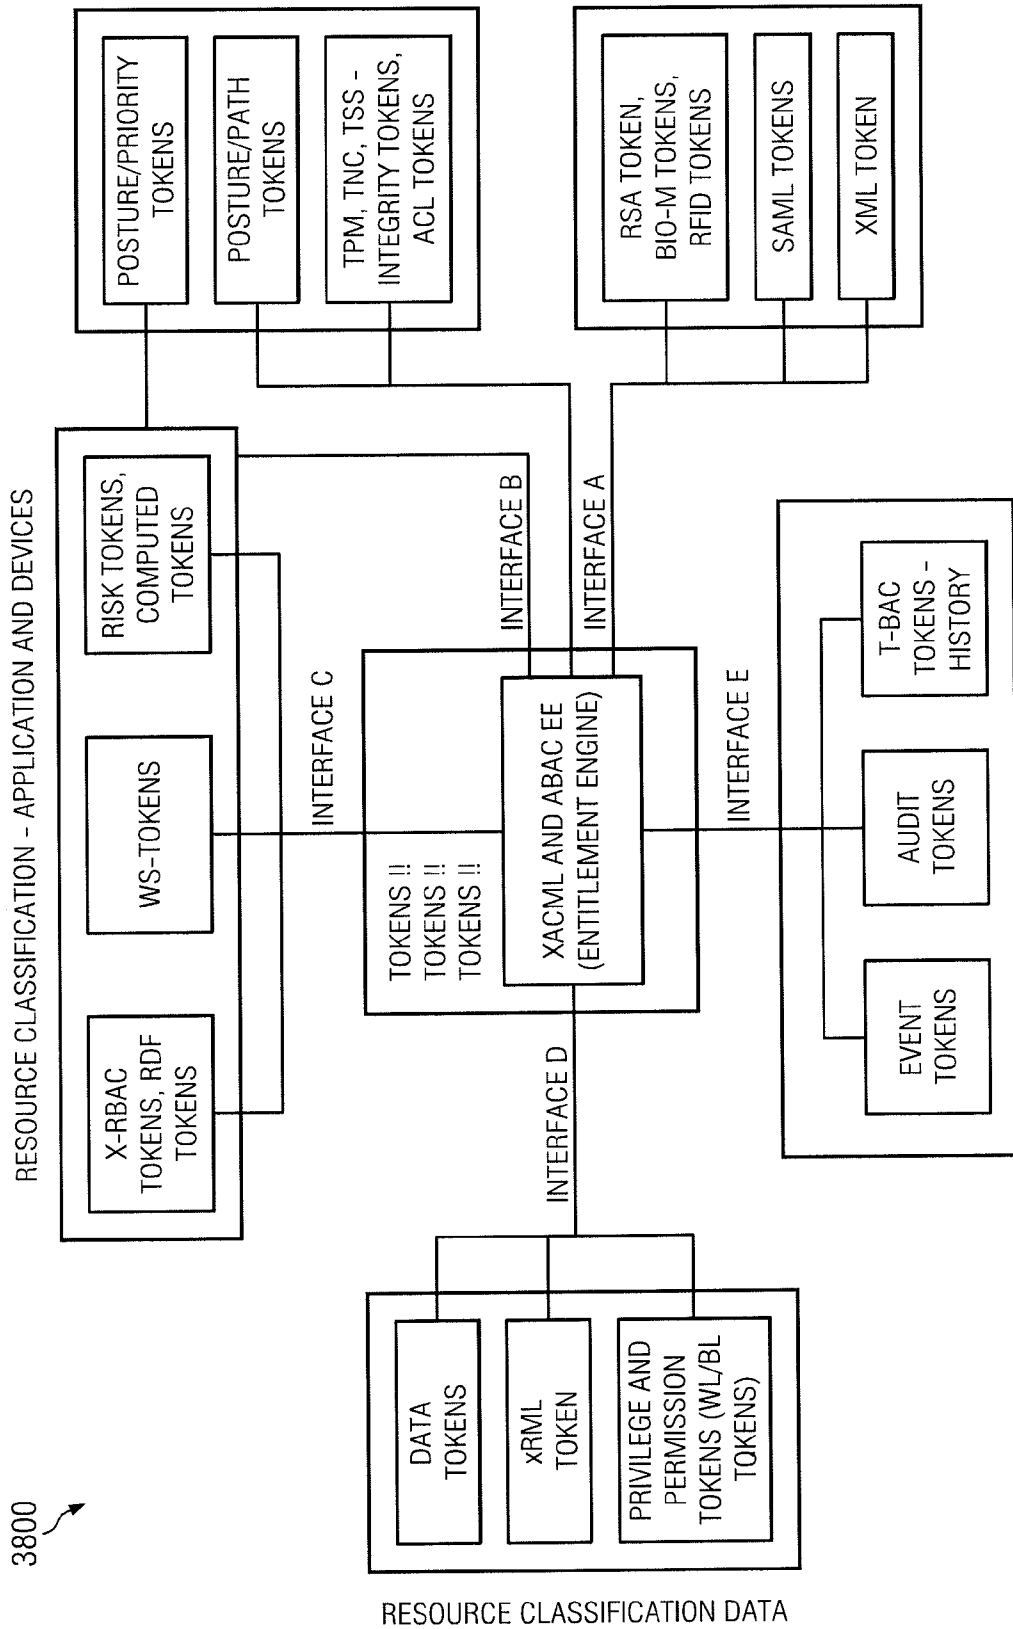 3800
RESOURCE CLASSIFICATION - APPLICATION AND DEVICES
X-RBAC
TOKENS, RDF
TOKENS
WS-TOKENS
RISK TOKENS,
COMPUTED
TOKENS
POSTURE/PRIORITY
TOKENS
POSTURE/PATH
TOKENS
TPM, TNC, TSS -
INTEGRITY TOKENS,
ACL TOKENS
INTERFACE C
INTERFACE B
INTERFACE A
TOKENS !!
TOKENS !!
TOKENS !!
XACML AND ABAC EE
(ENTITLEMENT ENGINE)
INTERFACE D
INTERFACE E
DATA
TOKENS
xRML
TOKEN
PRIVILEGE AND
PERMISSION
TOKENS (WL/BL
TOKENS)
RESOURCE CLASSIFICATION DATA
RSA TOKEN,
BIO-M TOKENS,
RFID TOKENS
SAML TOKENS
XML TOKEN
EVENT
TOKENS
AUDIT
TOKENS
T-BAC
TOKENS -
HISTORY